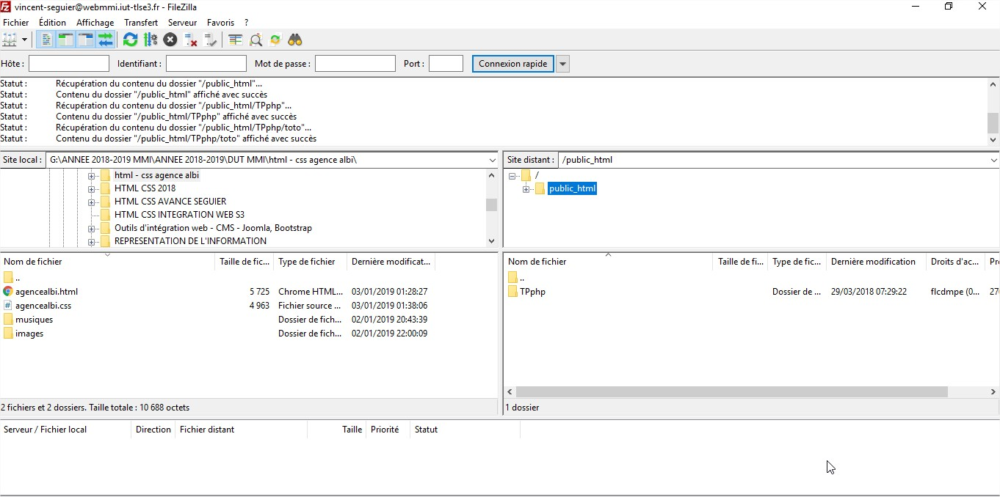 vincent-seguier@webmmi.iut-tlse3.fr - FileZilla
Fichier Édition Affichage Transfert Serveur Favoris ?
Hôte : Identifiant : Mot de passe : Port : Connexion rapide
Statut : Récupération du contenu du dossier "/public_html"...
Statut : Contenu du dossier "/public_html" affiché avec succès
Statut : Récupération du contenu du dossier "/public_html/TPphp"...
Statut : Contenu du dossier "/public_html/TPphp" affiché avec succès
Statut : Récupération du contenu du dossier "/public_html/TPphp/toto"...
Statut : Contenu du dossier "/public_html/TPphp/toto" affiché avec succès
Site local : G:\ANNEE 2018-2019 MMI\ANNEE 2018-2019\DUT MMI\html - css agence albi\
html - css agence albi
HTML CSS 2018
HTML CSS AVANCE SEGUIER
HTML CSS INTEGRATION WEB S3
Outils d'intégration web - CMS - Joomla, Bootstrap
REPRESENTATION DE L'INFORMATION
Site distant : /public_html
/
public_html
Nom de fichier Taille de fic... Type de fichier Dernière modificat...
..
agencealbi.html 5 725 Chrome HTML... 03/01/2019 01:28:27
agencealbi.css 4 963 Fichier source ... 03/01/2019 01:38:06
musiques Dossier de fich... 02/01/2019 20:43:39
images Dossier de fich... 02/01/2019 22:00:09
2 fichiers et 2 dossiers. Taille totale : 10 688 octets
Nom de fichier Taille de fi... Type de fic... Dernière modification Droits d'ac... Pr
..
TPphp Dossier de ... 29/03/2018 07:29:22 flcdmpe (0... 27
1 dossier
Serveur / Fichier local Direction Fichier distant Taille Priorité Statut